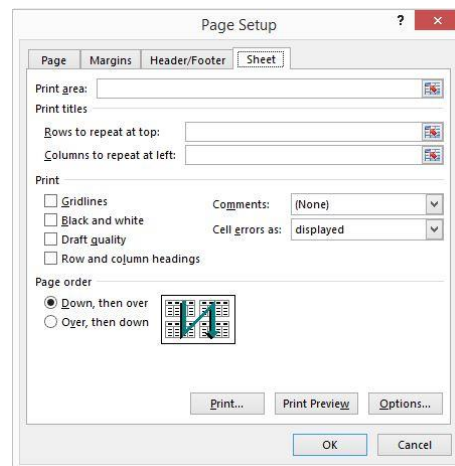 Page Setup
? ×
Page Margins Header/Footer Sheet
Print area:
Print titles
Rows to repeat at top:
Columns to repeat at left:
Print
Gridlines
Black and white
Draft quality
Row and column headings
Comments: (None)
Cell errors as: displayed
Page order
Down, then over
Over, then down
Print... Print Preview Options...
OK Cancel